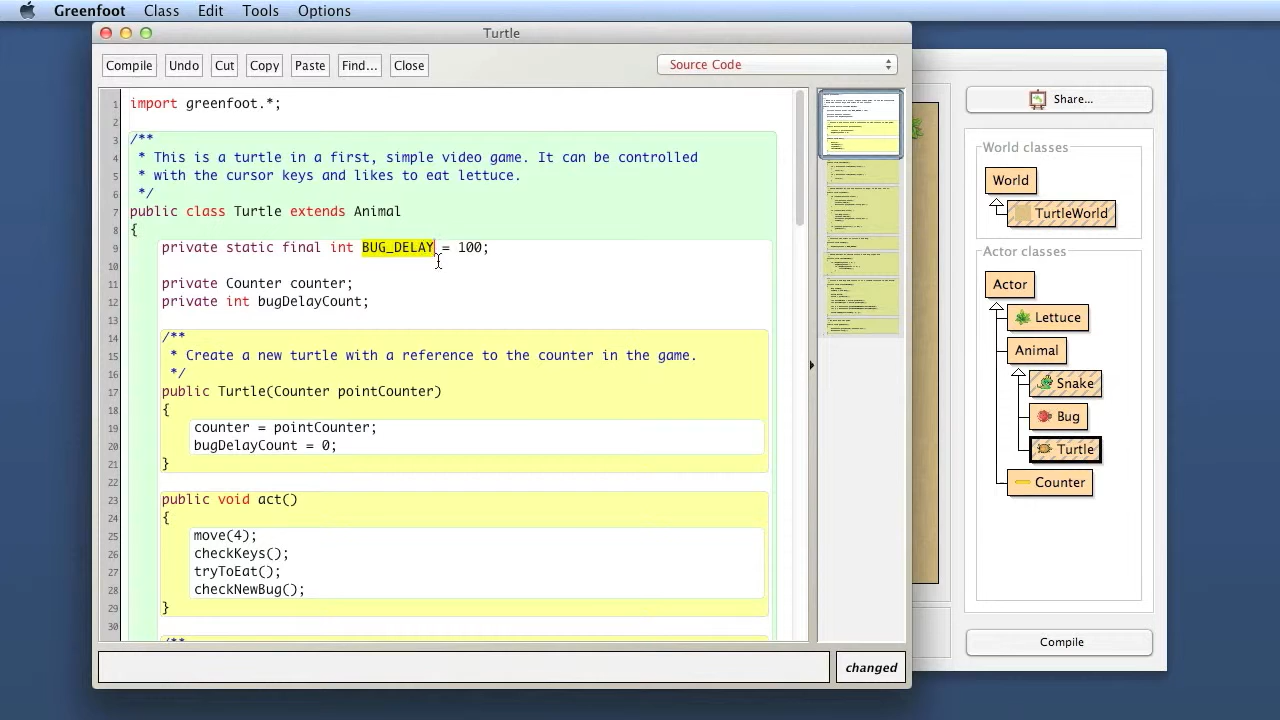 Greenfoot Class Edit Tools Options
Turtle
Compile Undo Cut Copy Paste Find... Close Source Code
1 import greenfoot.*;
2
3 /**
4 * This is a turtle in a first, simple video game. It can be controlled
5 * with the cursor keys and likes to eat lettuce.
6 */
7 public class Turtle extends Animal
8 {
9 private static final int BUG_DELAY = 100;
10
11 private Counter counter;
12 private int bugDelayCount;
13
14 /**
15 * Create a new turtle with a reference to the counter in the game.
16 */
17 public Turtle(Counter pointCounter)
18 {
19 counter = pointCounter;
20 bugDelayCount = 0;
21 }
22
23 public void act()
24 {
25 move(4);
26 checkKeys();
27 tryToEat();
28 checkNewBug();
29 }
30
/**
changed
Share...
World classes
World
TurtleWorld
Actor classes
Actor
Lettuce
Animal
Snake
Bug
Turtle
Counter
Compile